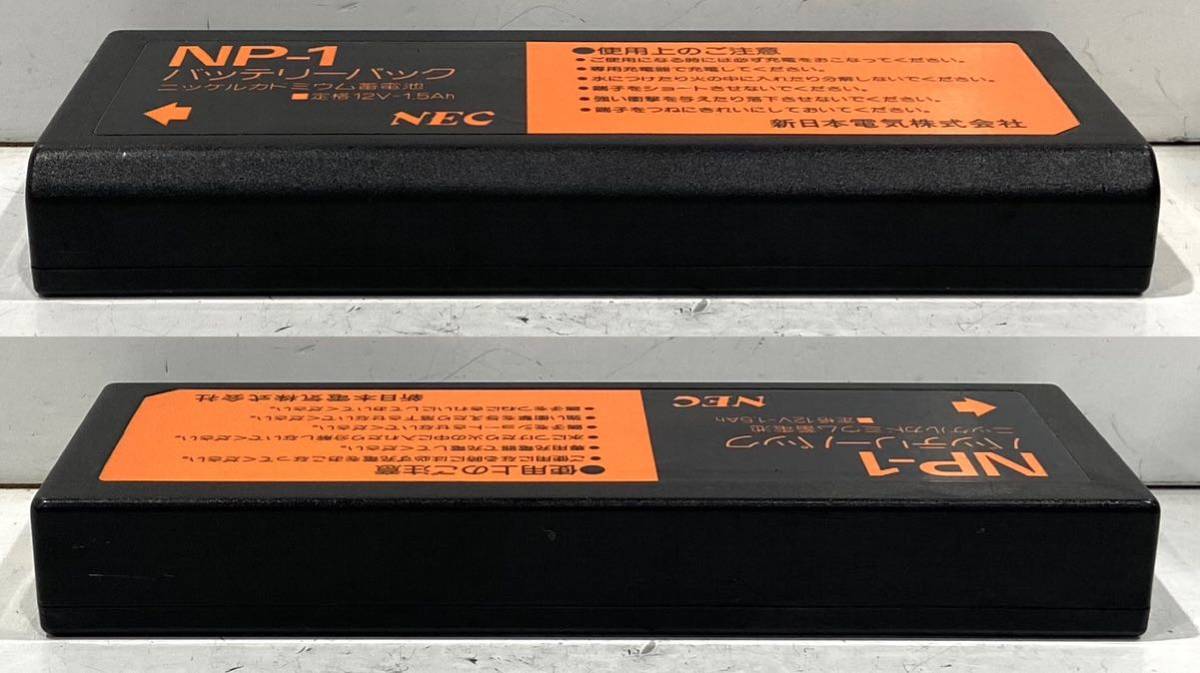 NP-1
バッテリーパック
ニッケルカドミウム蓄電池
■定格12V-1.5Ah
NEC
●使用上のご注意
●ご使用になる時には必ず充電をおこなってください。
●専用充電器で充電してください。
●水につけたり火の中に入れたり分解しないでください。
●端子をショートさせないでください。
●強い衝撃を与えたり落下させないでください。
●端子をつねにきれいにしておいてください。
新日本電気株式会社
NP-1
バッテリーパック
ニッケルカドミウム蓄電池
■定格12V-1.5Ah
NEC
●使用上のご注意
●ご使用になる時には必ず充電をおこなってください。
●専用充電器で充電してください。
●水につけたり火の中に入れたり分解しないでください。
●端子をショートさせないでください。
●強い衝撃を与えたり落下させないでください。
●端子をつねにきれいにしておいてください。
新日本電気株式会社